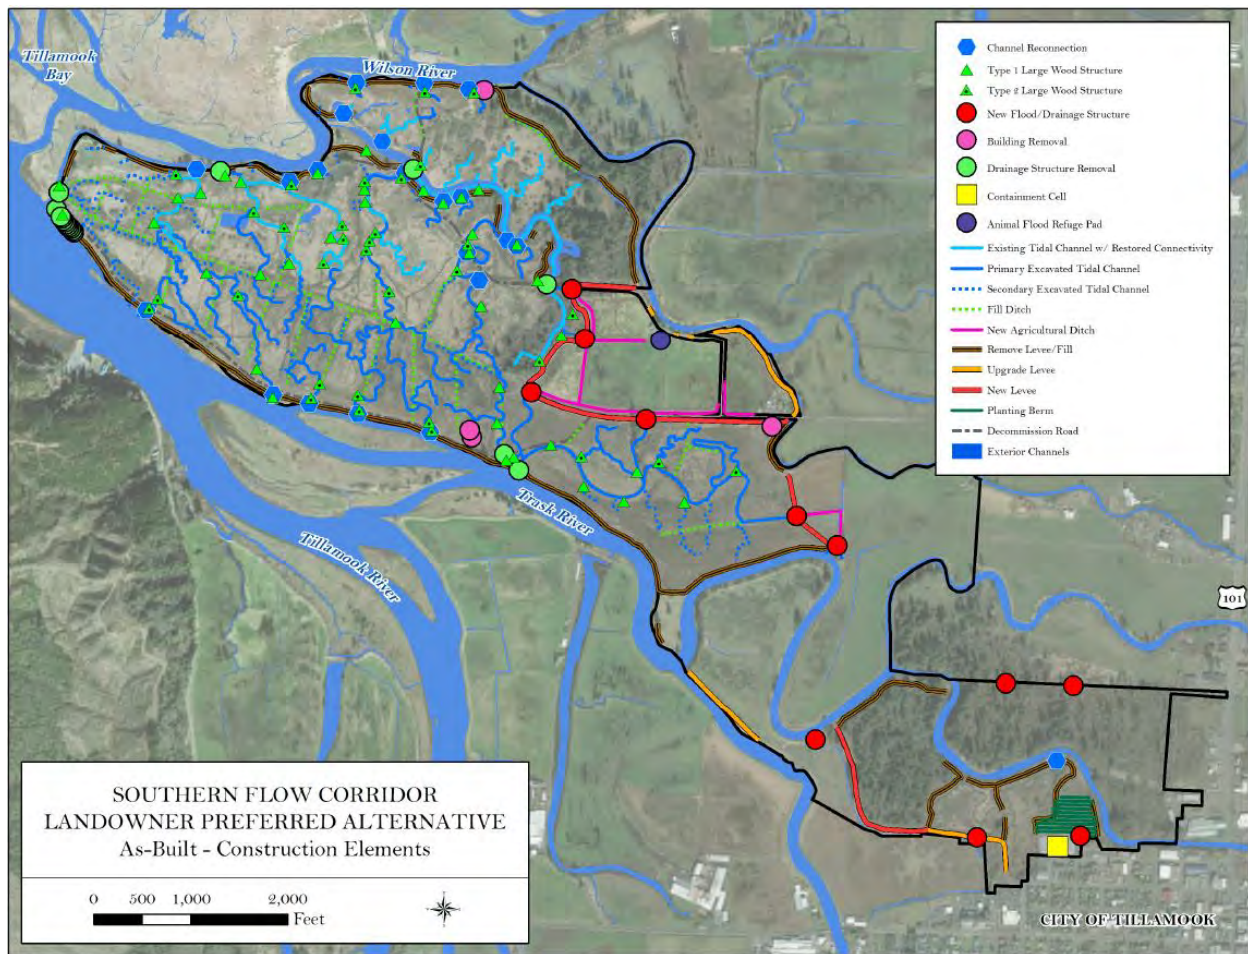 Tillamook
Bay
Wilson River
Channel Reconnection
Type 1 Large Wood Structure
Type 2 Large Wood Structure
New Flood/Drainage Structure
Building Removal
Drainage Structure Removal
Containment Cell
Animal Flood Refuge Pad
Existing Tidal Channel w/ Restored Connectivity
Primary Excavated Tidal Channel
Secondary Excavated Tidal Channel
Fill Ditch
New Agricultural Ditch
Remove Levee/Fill
Upgrade Levee
New Levee
Planting Berm
Decommission Road
Exterior Channels
Trask River
Tillamook River
101
SOUTHERN FLOW CORRIDOR
LANDOWNER PREFERRED ALTERNATIVE
As-Built - Construction Elements
0 500 1,000 2,000
Feet
CITY OF TILLAMOOK